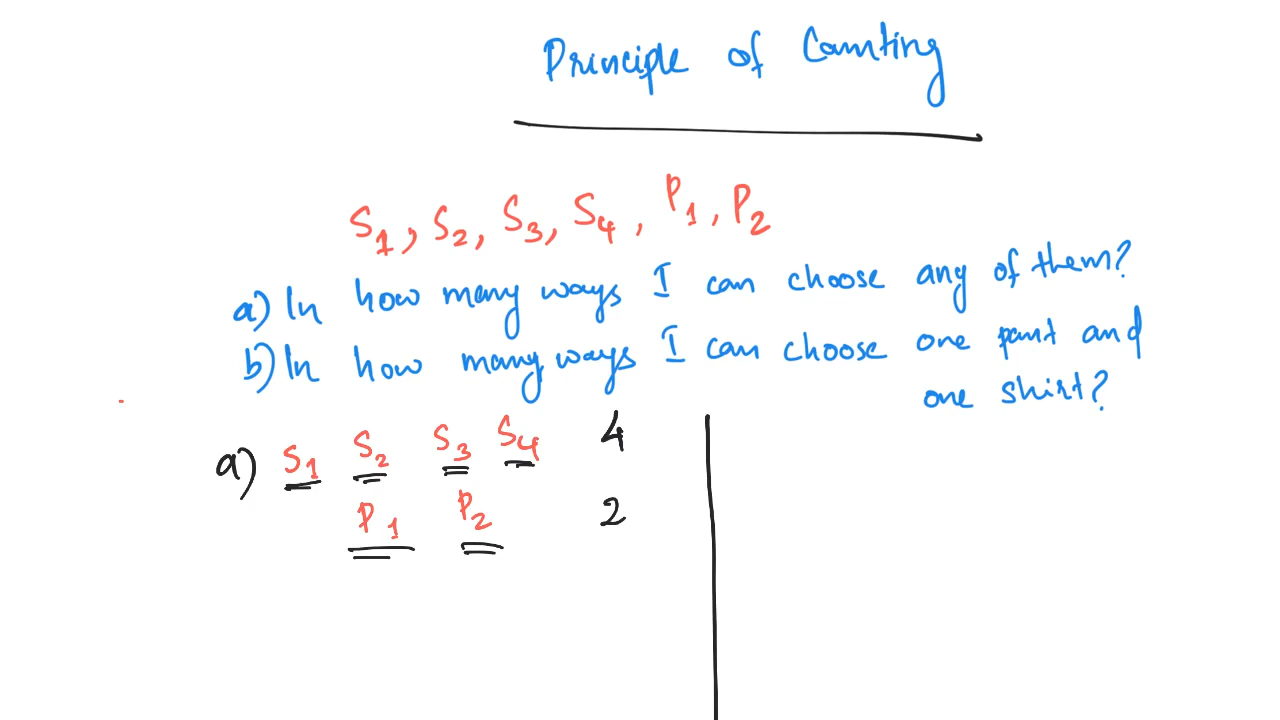 Principle of Counting
S1, S2, S3, S4, P1, P2
a) In how many ways I can choose any of them?
b) In how many ways I can choose one pant and
one shirt?
a) S1 S2 S3 S4 4
P1 P2 2